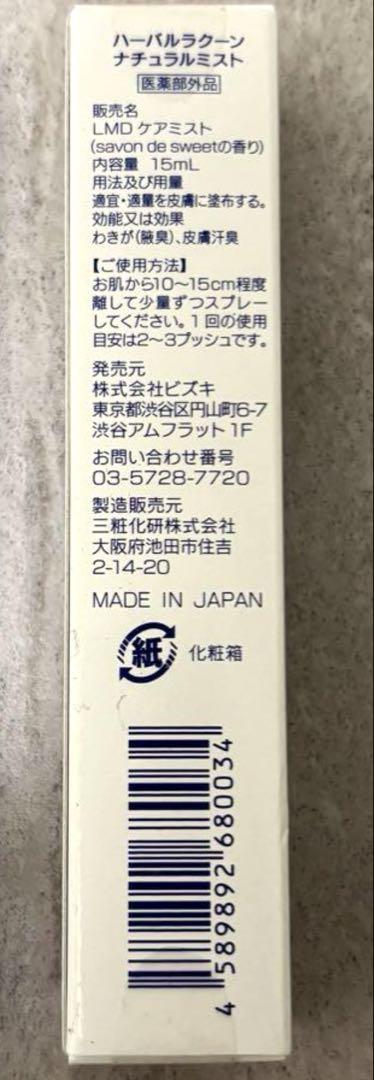 ハーバルラクーン
ナチュラルミスト
医薬部外品
販売名
LMD ケアミスト
(savon de sweetの香り)
内容量 15mL
用法及び用量
適宜・適量を皮膚に塗布する。
効能又は効果
わきが(腋臭)、皮膚汗臭
【ご使用方法】
お肌から10〜15cm程度
離して少量ずつスプレー
してください。1回の使用
目安は2〜3プッシュです。
発売元
株式会社ビズキ
東京都渋谷区円山町6-7
渋谷アムフラット 1F
お問い合わせ番号
03-5728-7720
製造販売元
三粧化研株式会社
大阪府池田市住吉
2-14-20
MADE IN JAPAN
紙 化粧箱
4 589892 680034